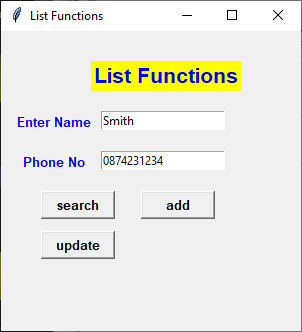 List Functions
List Functions
Enter Name Smith
Phone No 0874231234
search add
update